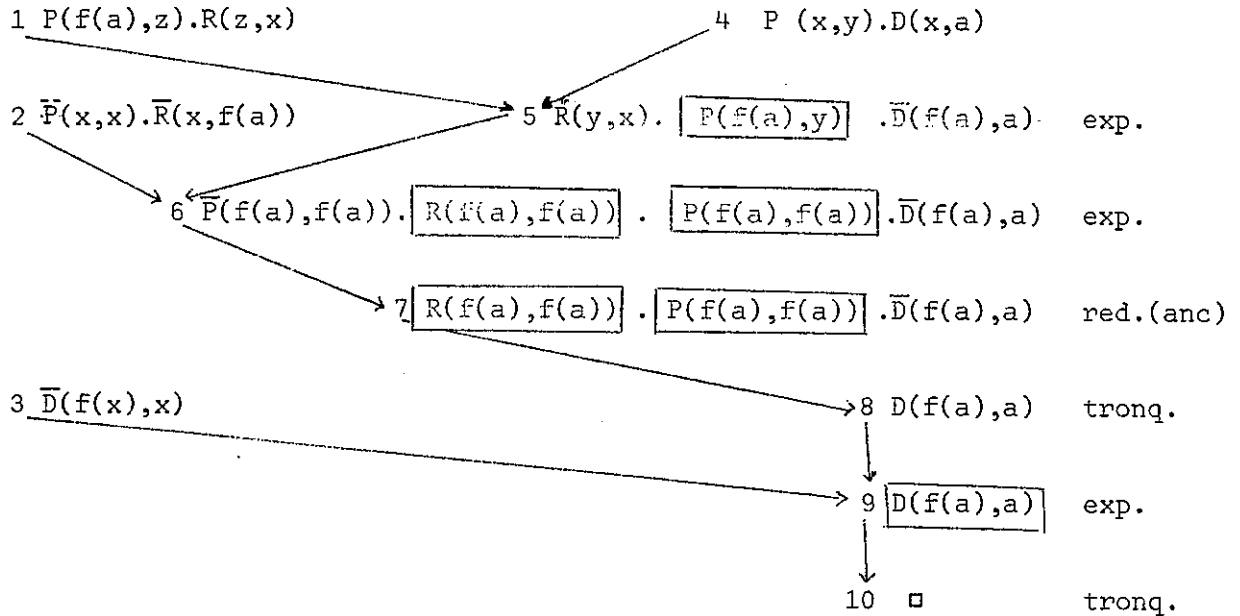 1 P(f(a),z).R(z,x) 4 P (x,y).D(x,a)
2 P̅(x,x).R̅(x,f(a)) 5 R̅(y,x). P(f(a),y) .D̅(f(a),a) exp.
6 P̅(f(a),f(a)). R(f(a),f(a)) . P(f(a),f(a)) .D̅(f(a),a) exp.
7 R(f(a),f(a)) . P(f(a),f(a)) .D̅(f(a),a) red.(anc)
3 D̅(f(x),x) 8 D(f(a),a) tronq.
9 D(f(a),a) exp.
10 □ tronq.